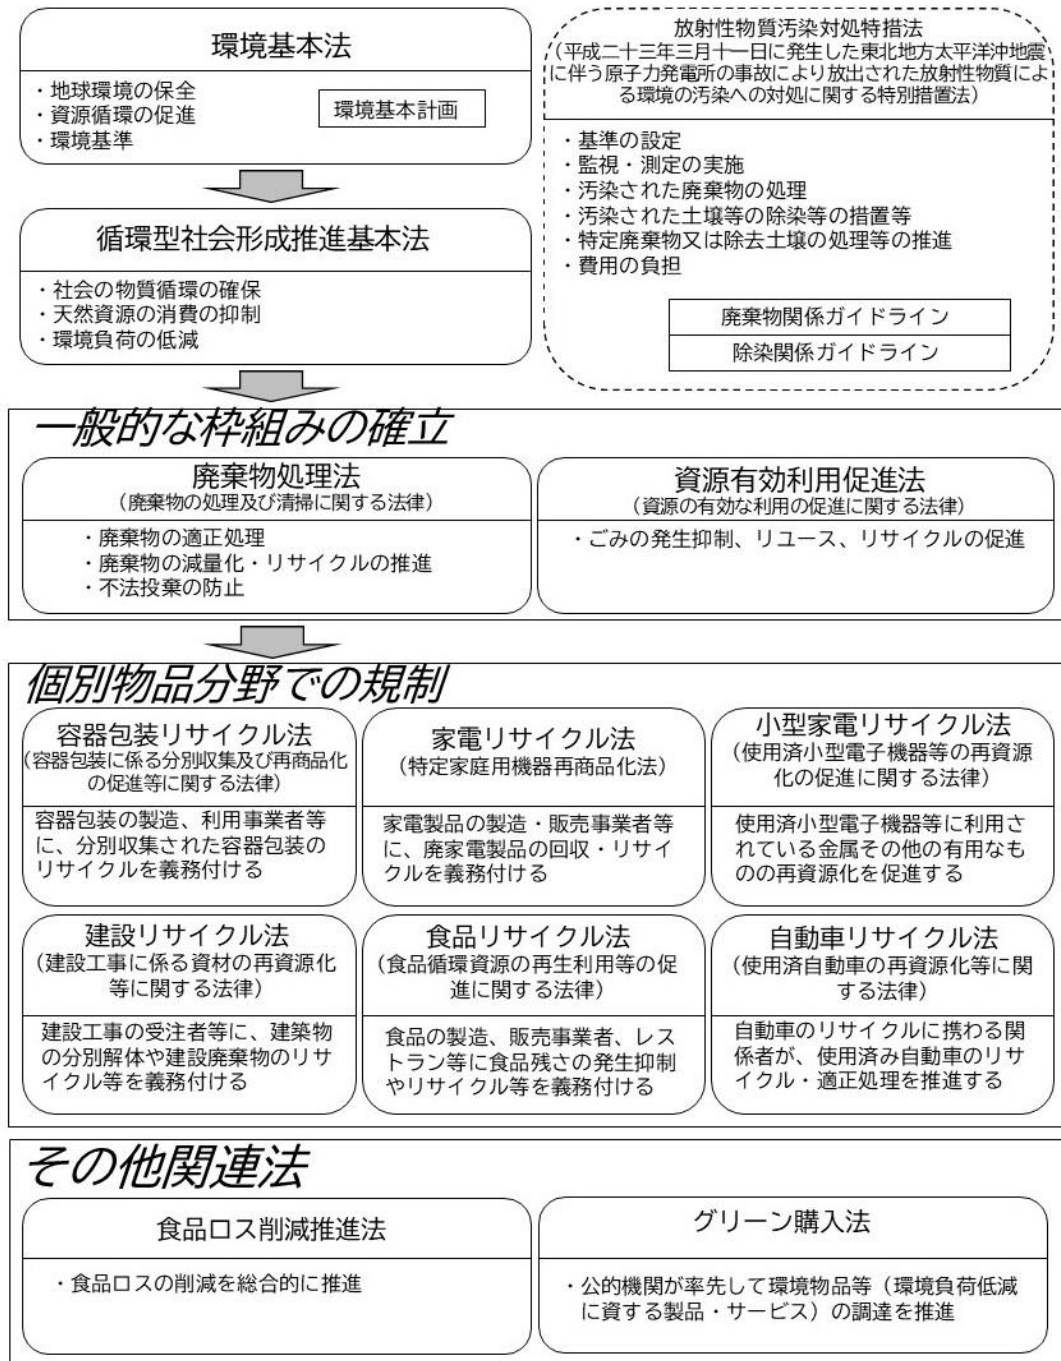 環境基本法
・地球環境の保全
・資源循環の促進
・環境基準
環境基本計画
放射性物質汚染対処特措法
（平成二十三年三月十一日に発生した東北地方太平洋沖地震
に伴う原子力発電所の事故により放出された放射性物質によ
る環境の汚染への対処に関する特別措置法）
・基準の設定
・監視・測定の実施
・汚染された廃棄物の処理
・汚染された土壌等の除染等の措置等
・特定廃棄物又は除去土壌の処理等の推進
・費用の負担
廃棄物関係ガイドライン
除染関係ガイドライン
循環型社会形成推進基本法
・社会の物質循環の確保
・天然資源の消費の抑制
・環境負荷の低減
一般的な枠組みの確立
廃棄物処理法
（廃棄物の処理及び清掃に関する法律）
・廃棄物の適正処理
・廃棄物の減量化・リサイクルの推進
・不法投棄の防止
資源有効利用促進法
（資源の有効な利用の促進に関する法律）
・ごみの発生抑制、リユース、リサイクルの促進
個別物品分野での規制
容器包装リサイクル法
（容器包装に係る分別収集及び再商品化
の促進等に関する法律）
容器包装の製造、利用事業者等
に、分別収集された容器包装の
リサイクルを義務付ける
家電リサイクル法
（特定家庭用機器再商品化法）
家電製品の製造・販売事業者等
に、廃家電製品の回収・リサイ
クルを義務付ける
小型家電リサイクル法
（使用済小型電子機器等の再資源
化の促進に関する法律）
使用済小型電子機器等に利用さ
れている金属その他の有用なも
のの再資源化を促進する
建設リサイクル法
（建設工事に係る資材の再資源化
等に関する法律）
建設工事の受注者等に、建築物
の分別解体や建設廃棄物のリサ
イクル等を義務付ける
食品リサイクル法
（食品循環資源の再生利用等の促
進に関する法律）
食品の製造、販売事業者、レス
トラン等に食品残さの発生抑制
やリサイクル等を義務付ける
自動車リサイクル法
（使用済自動車の再資源化等に関
する法律）
自動車のリサイクルに携わる関
係者が、使用済み自動車のリサ
イクル・適正処理を推進する
その他関連法
食品ロス削減推進法
・食品ロスの削減を総合的に推進
グリーン購入法
・公的機関が率先して環境物品等（環境負荷低減
に資する製品・サービス）の調達を推進